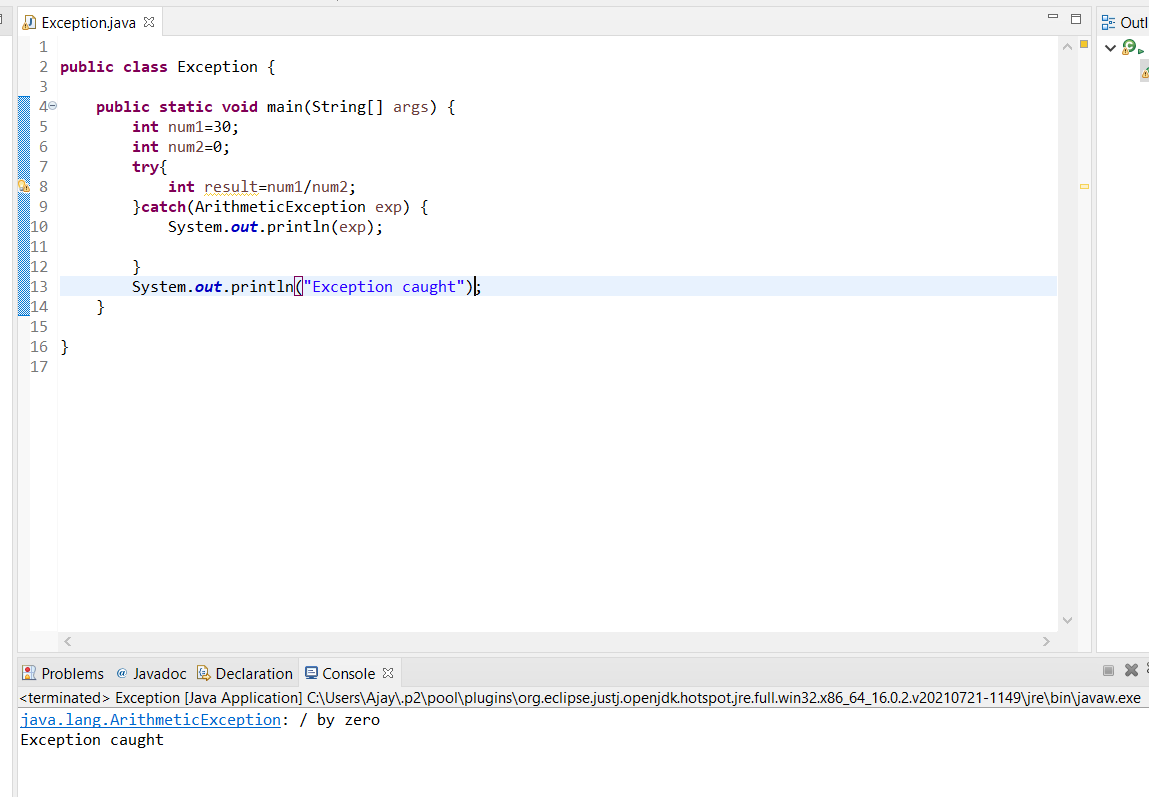 Exception.java
Outl
1
2 public class Exception {
3
4 public static void main(String[] args) {
5 int num1=30;
6 int num2=0;
7 try{
8 int result=num1/num2;
9 }catch(ArithmeticException exp) {
10 System.out.println(exp);
11
12 }
13 System.out.println("Exception caught");
14 }
15
16 }
17
Problems @ Javadoc Declaration Console
<terminated> Exception [Java Application] C:\Users\Ajay\.p2\pool\plugins\org.eclipse.justj.openjdk.hotspot.jre.full.win32.x86_64_16.0.2.v20210721-1149\jre\bin\javaw.exe
java.lang.ArithmeticException: / by zero
Exception caught